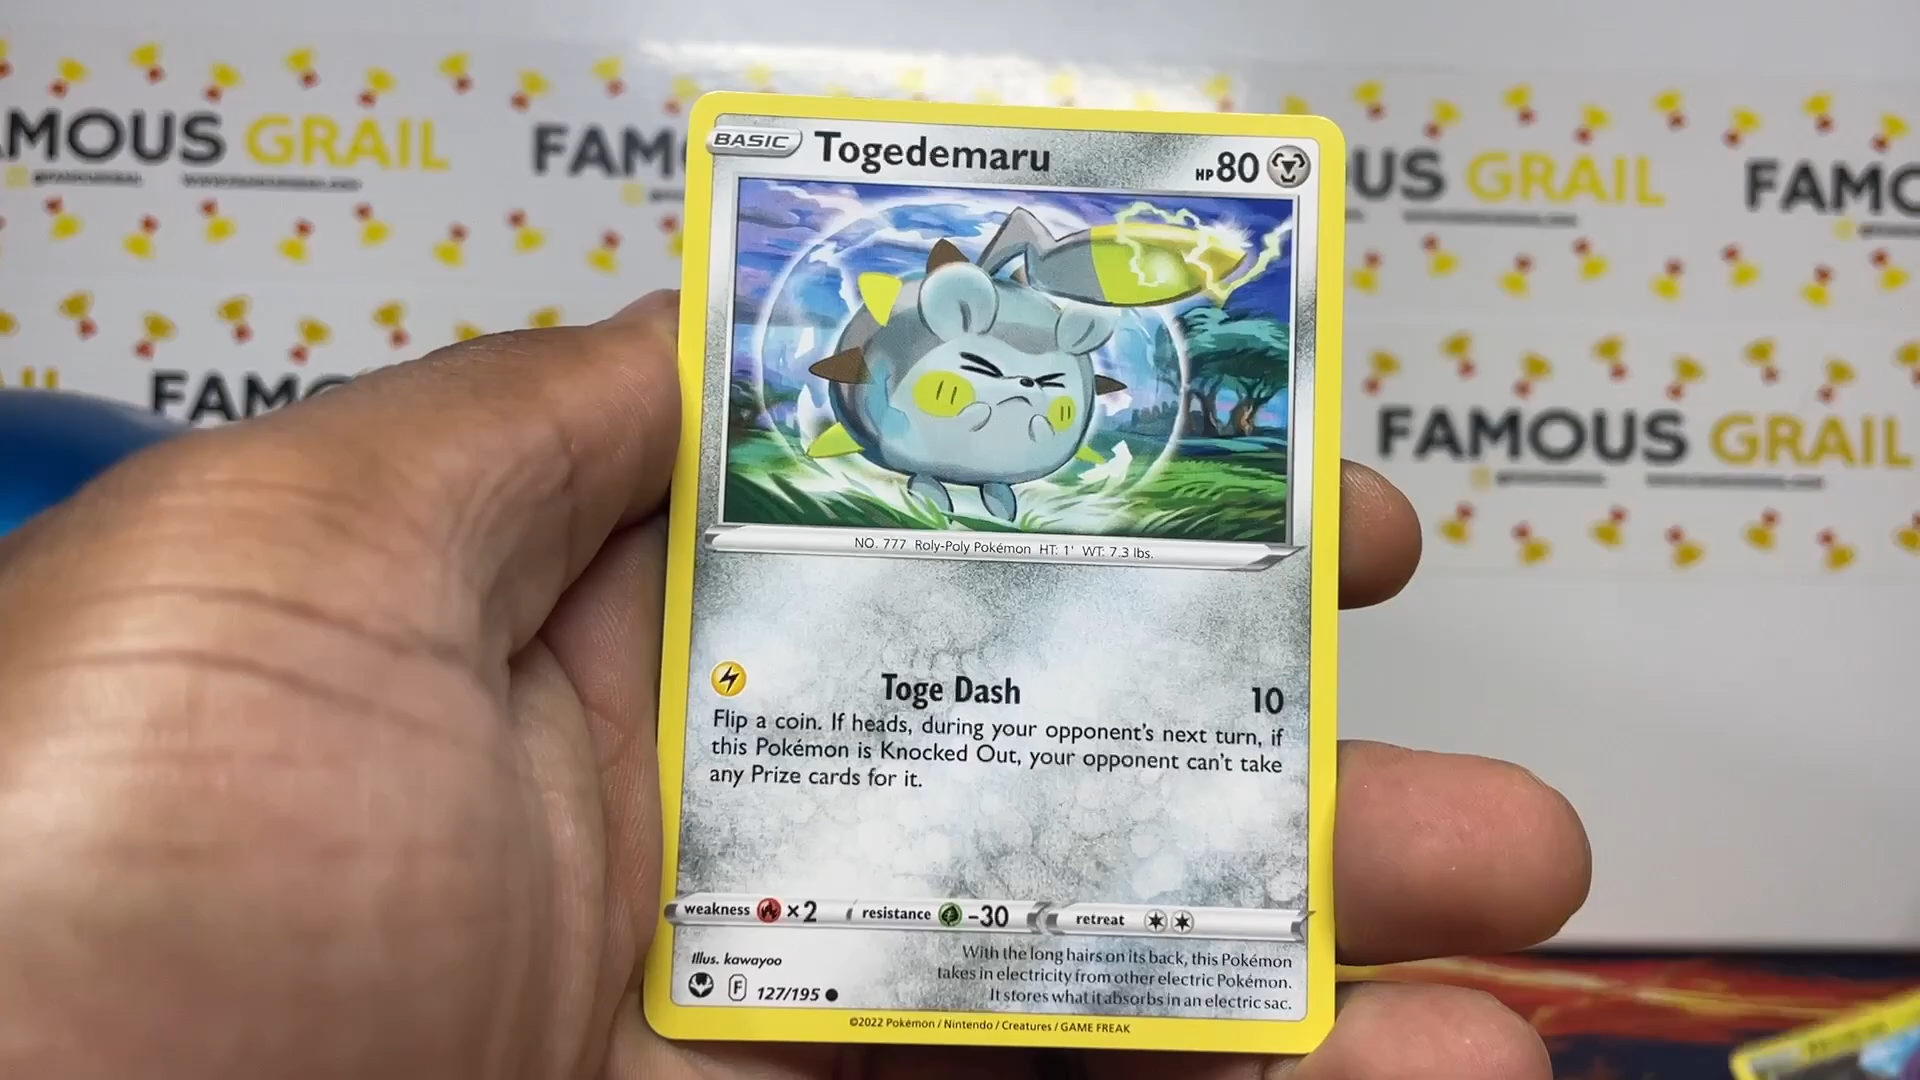 MOUS GRAIL
FAM
US GRAIL
FAMO
BASIC Togedemaru HP 80
NO. 777 Roly-Poly Pokémon HT: 1' WT: 7.3 lbs.
FAM
FAMOUS GRAIL
Toge Dash 10
Flip a coin. If heads, during your opponent's next turn, if
this Pokémon is Knocked Out, your opponent can't take
any Prize cards for it.
weakness ×2 resistance -30 retreat
Illus. kawayoo
F 127/195
With the long hairs on its back, this Pokémon
takes in electricity from other electric Pokémon.
It stores what it absorbs in an electric sac.
©2022 Pokémon / Nintendo / Creatures / GAME FREAK